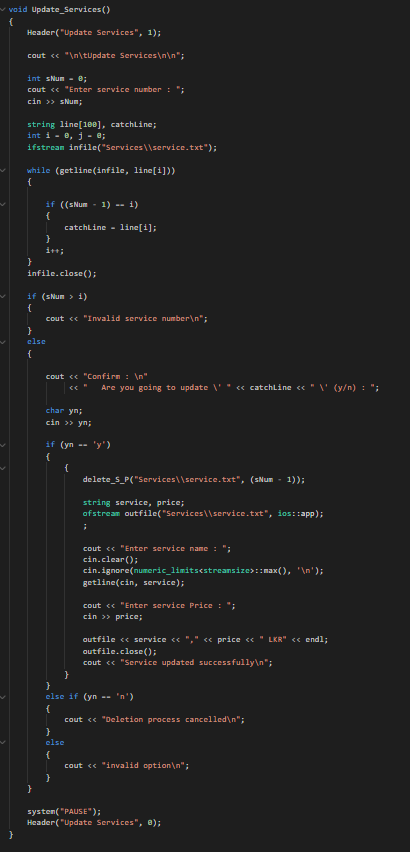 void Update_Services()
{
    Header("Update Services", 1);

    cout << "\n\tUpdate Services\n\n";

    int sNum = 0;
    cout << "Enter service number : ";
    cin >> sNum;

    string line[100], catchLine;
    int i = 0, j = 0;
    ifstream infile("Services\\service.txt");

    while (getline(infile, line[i]))
    {

        if ((sNum - 1) == i)
        {
            catchLine = line[i];
        }
        i++;
    }
    infile.close();

    if (sNum > i)
    {
        cout << "Invalid service number\n";
    }
    else
    {

        cout << "Confirm : \n"
             << "   Are you going to update \' " << catchLine << " \' (y/n) : ";

        char yn;
        cin >> yn;

        if (yn == 'y')
        {
            {
                delete_S_P("Services\\service.txt", (sNum - 1));

                string service, price;
                ofstream outfile("Services\\service.txt", ios::app);
                ;

                cout << "Enter service name : ";
                cin.clear();
                cin.ignore(numeric_limits<streamsize>::max(), '\n');
                getline(cin, service);

                cout << "Enter service Price : ";
                cin >> price;

                outfile << service << "," << price << " LKR" << endl;
                outfile.close();
                cout << "Service updated successfully\n";
            }
        }
        else if (yn == 'n')
        {
            cout << "Deletion process cancelled\n";
        }
        else
        {
            cout << "invalid option\n";
        }
    }

    system("PAUSE");
    Header("Update Services", 0);
}